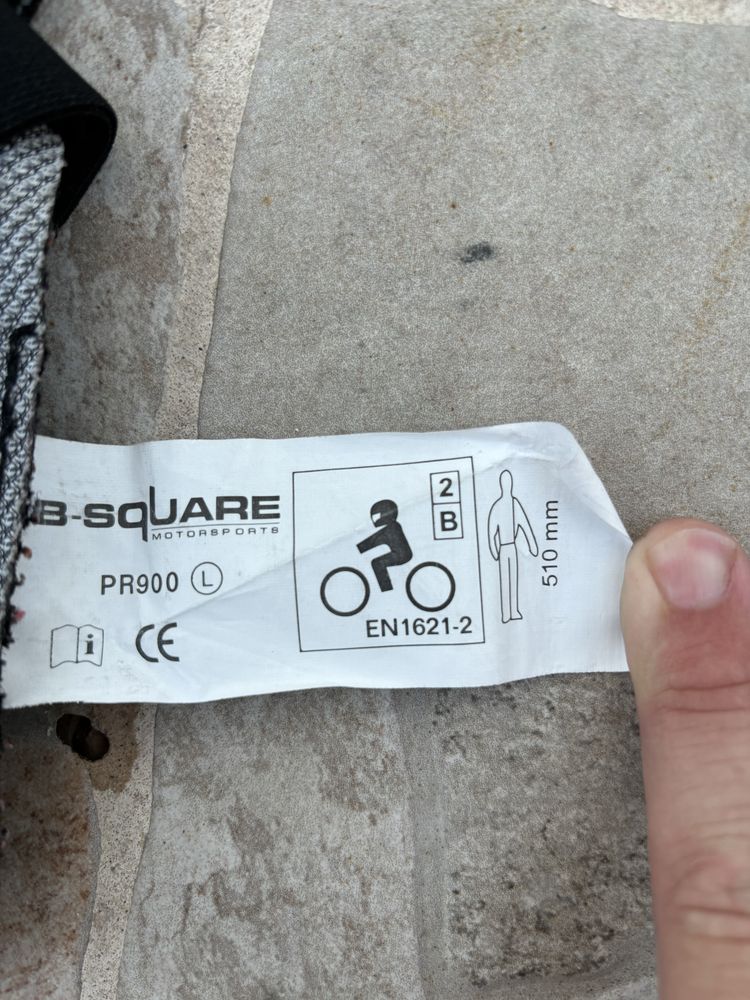 B-SQUARE
MOTORSPORTS
PR900 L
i
CE
2
B
EN1621-2
510 mm